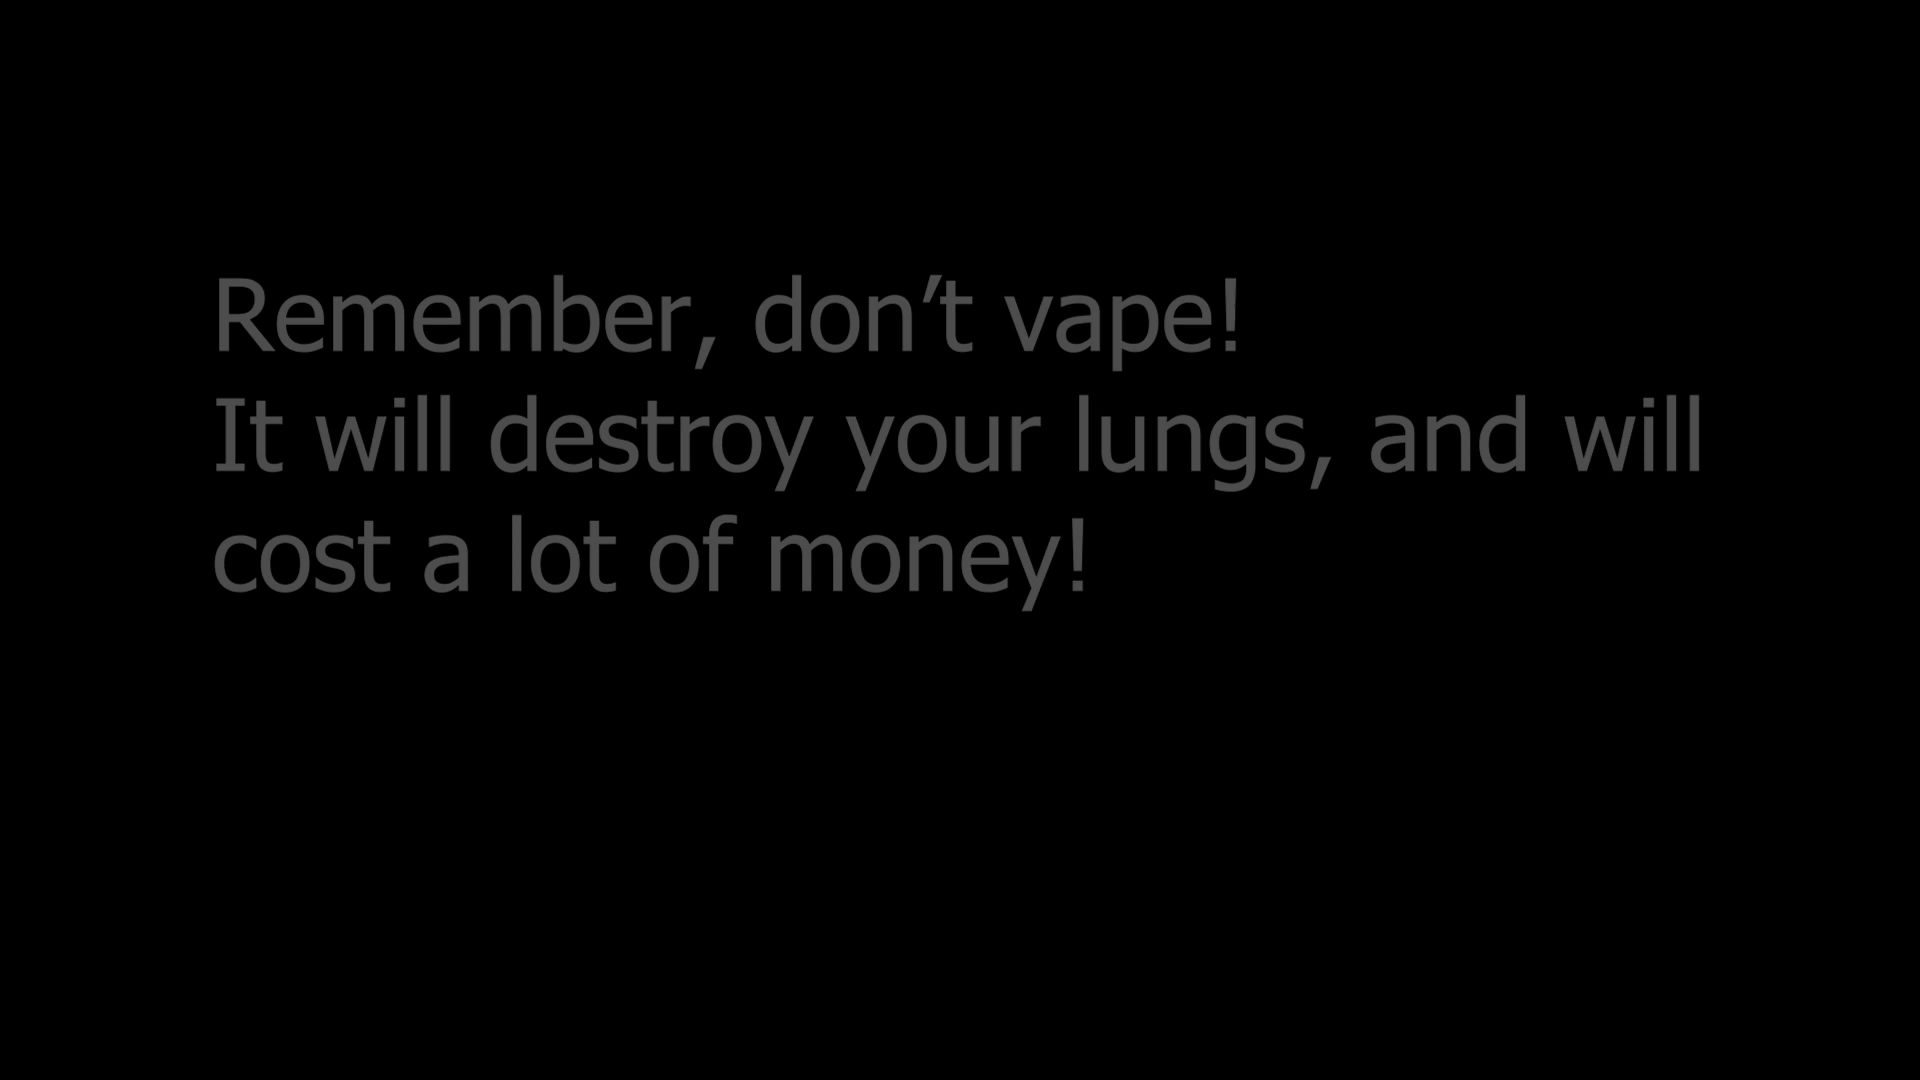 Remember, don’t vape!
It will destroy your lungs, and will
cost a lot of money!